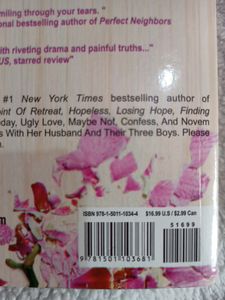 miling through your tears. "
onal bestselling author of Perfect Neighbors
with riveting drama and painful truths..."
US, starred review"
#1 New York Times bestselling author of
oint Of Retreat, Hopeless, Losing Hope, Finding
day, Ugly Love, Maybe Not, Confess, And Novem
s With Her Husband And Their Three Boys. Please
n.
m
ISBN 978-1-5011-1034-4
$16.99 U.S / $2.99 Can
51699
9 781501 103681